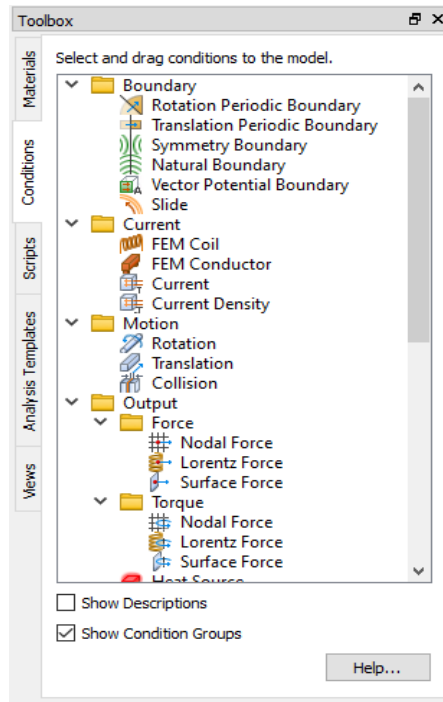 Toolbox
Select and drag conditions to the model.
Materials
Conditions
Scripts
Analysis Templates
Views
Boundary
Rotation Periodic Boundary
Translation Periodic Boundary
Symmetry Boundary
Natural Boundary
A
Vector Potential Boundary
Slide
Current
FEM Coil
FEM Conductor
Current
Current Density
Motion
Rotation
Translation
Collision
Output
Force
Nodal Force
Lorentz Force
Surface Force
Torque
Nodal Force
Lorentz Force
Surface Force
Heat Source
Show Descriptions
Show Condition Groups
Help...